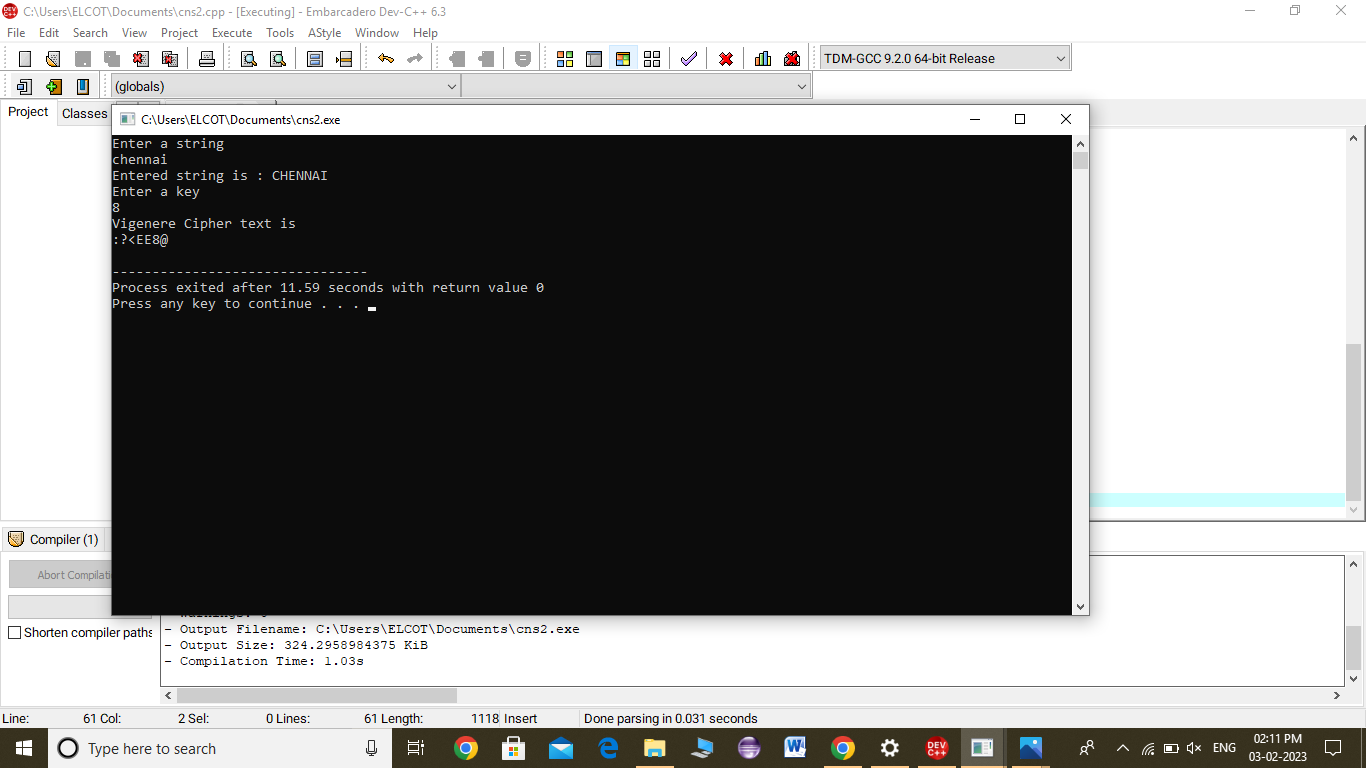 C:\Users\ELCOT\Documents\cns2.cpp - [Executing] - Embarcadero Dev-C++ 6.3
File Edit Search View Project Execute Tools AStyle Window Help
TDM-GCC 9.2.0 64-bit Release
(globals)
Project Classes
C:\Users\ELCOT\Documents\cns2.exe
Enter a string
chennai
Entered string is : CHENNAI
Enter a key
8
Vigenere Cipher text is
:?<EE8@
--------------------------------
Process exited after 11.59 seconds with return value 0
Press any key to continue . . .
Compiler (1)
Abort Compilati
Shorten compiler paths
- Output Filename: C:\Users\ELCOT\Documents\cns2.exe
- Output Size: 324.2958984375 KiB
- Compilation Time: 1.03s
Line: 61 Col: 2 Sel: 0 Lines: 61 Length: 1118 Insert Done parsing in 0.031 seconds
Type here to search
ENG
02:11 PM
03-02-2023